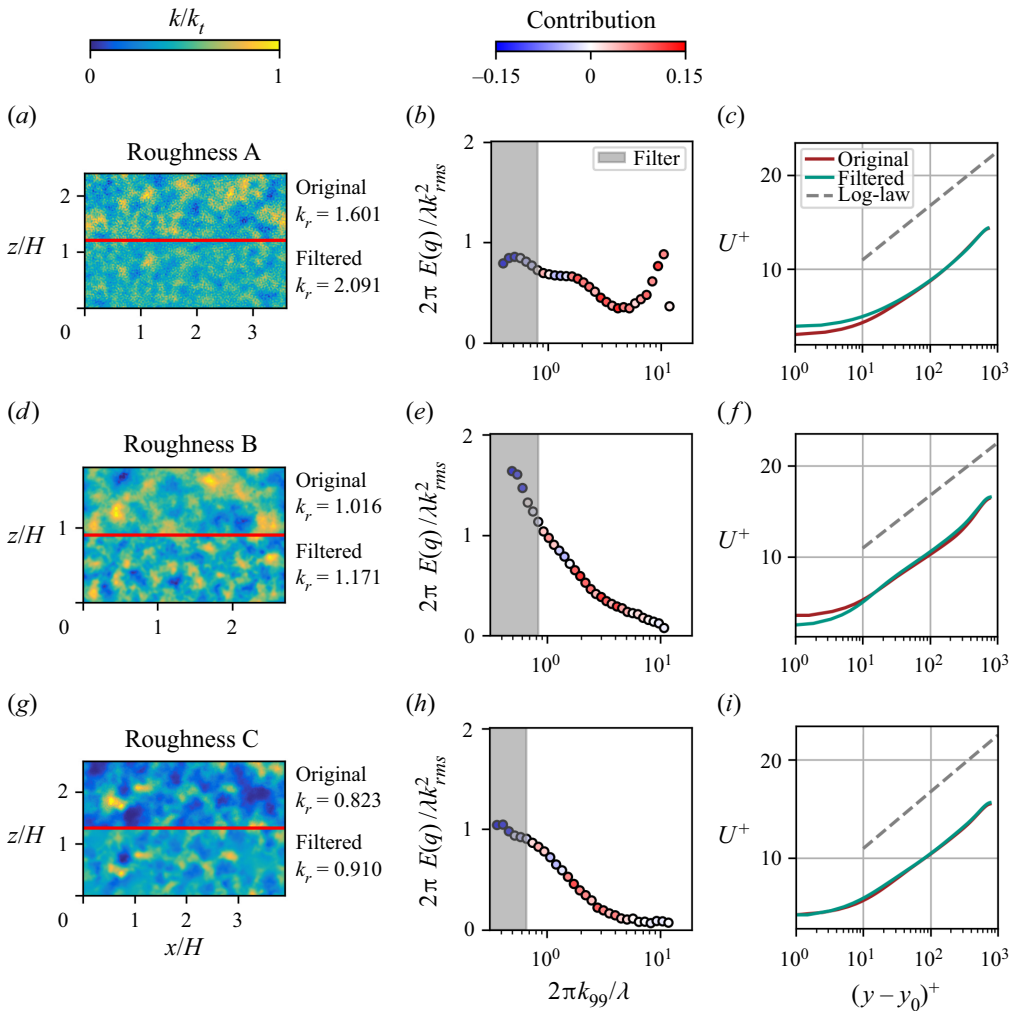 k/k_t
0 1
Contribution
−0.15 0 0.15
(a)
Roughness A
Original
k_r = 1.601
Filtered
k_r = 2.091
z/H
2
1
0 1 2 3
(b)
Filter
2π E(q)/λk²_rms
2
1
0
10⁰ 10¹
(c)
Original
Filtered
Log-law
U⁺
20
10
10⁰ 10¹ 10² 10³
(d)
Roughness B
Original
k_r = 1.016
Filtered
k_r = 1.171
z/H
1
0 1 2
(e)
2π E(q)/λk²_rms
2
1
0
10⁰ 10¹
(f)
U⁺
20
10
10⁰ 10¹ 10² 10³
(g)
Roughness C
Original
k_r = 0.823
Filtered
k_r = 0.910
z/H
2
1
0 1 2 3
x/H
(h)
2π E(q)/λk²_rms
2
1
0
10⁰ 10¹
2πk₉₉/λ
(i)
U⁺
20
10
10⁰ 10¹ 10² 10³
(y − y₀)⁺